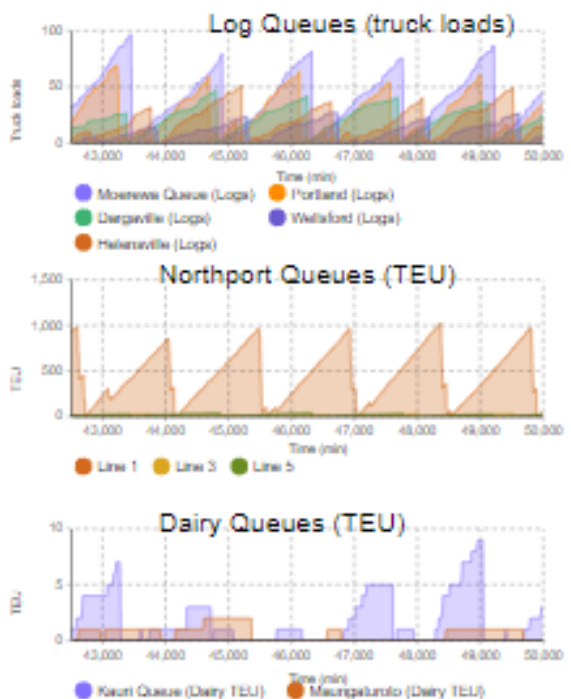 Log Queues (truck loads)
100
50
0
Truck loads
43,000 44,000 45,000 46,000 47,000 48,000 49,000 50,000
Time (min)
Moerewa Queue (Logs) Portland (Logs)
Dargaville (Logs) Wellsford (Logs)
Helensville (Logs)
Northport Queues (TEU)
1,500
1,000
500
0
TEU
43,000 44,000 45,000 46,000 47,000 48,000 49,000 50,000
Time (min)
Line 1 Line 3 Line 5
Dairy Queues (TEU)
10
5
0
TEU
43,000 44,000 45,000 46,000 47,000 48,000 49,000 50,000
Time (min)
Kauri Queue (Dairy TEU) Maungaturoto (Dairy TEU)